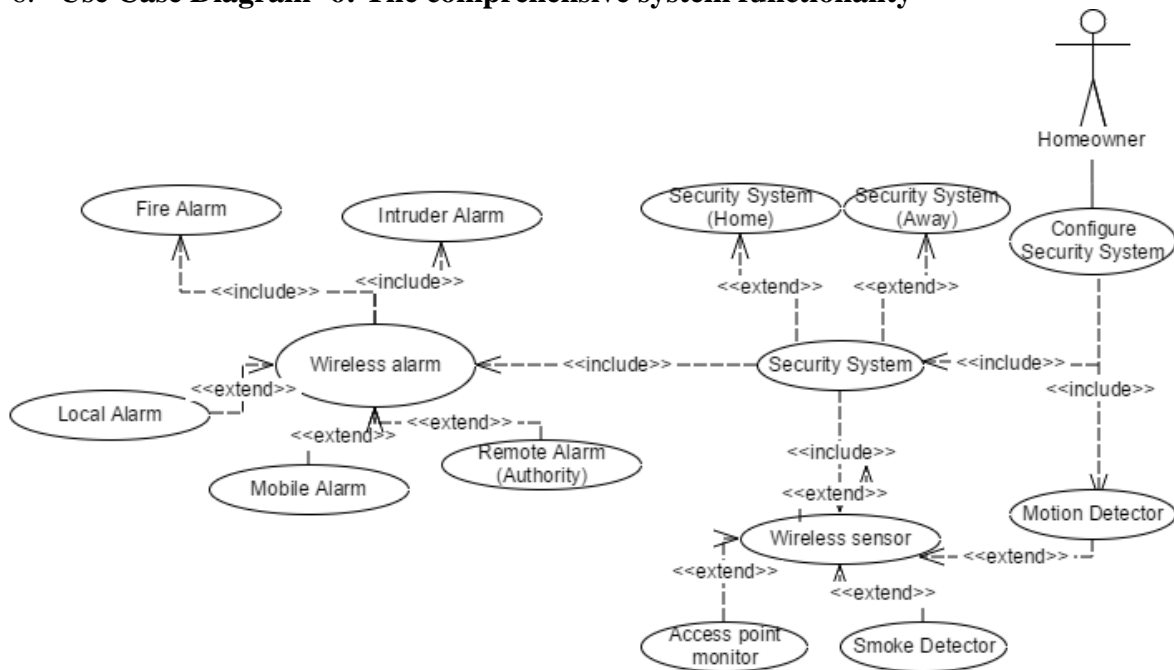 6. Use Case Diagram- 6: The comprehensive system functionality
Homeowner
Fire Alarm
Intruder Alarm
Security System
(Home)
Security System
(Away)
Configure
Security System
<<include>>
<<include>>
<<extend>>
<<extend>>
Wireless alarm
<<include>>
Security System
<<include>>
<<extend>>
<<include>>
Local Alarm
<<extend>>
<<extend>>
<<include>>
Remote Alarm
(Authority)
Mobile Alarm
<<extend>>
Motion Detector
Wireless sensor
<<extend>>
<<extend>>
<<extend>>
Access point
monitor
Smoke Detector